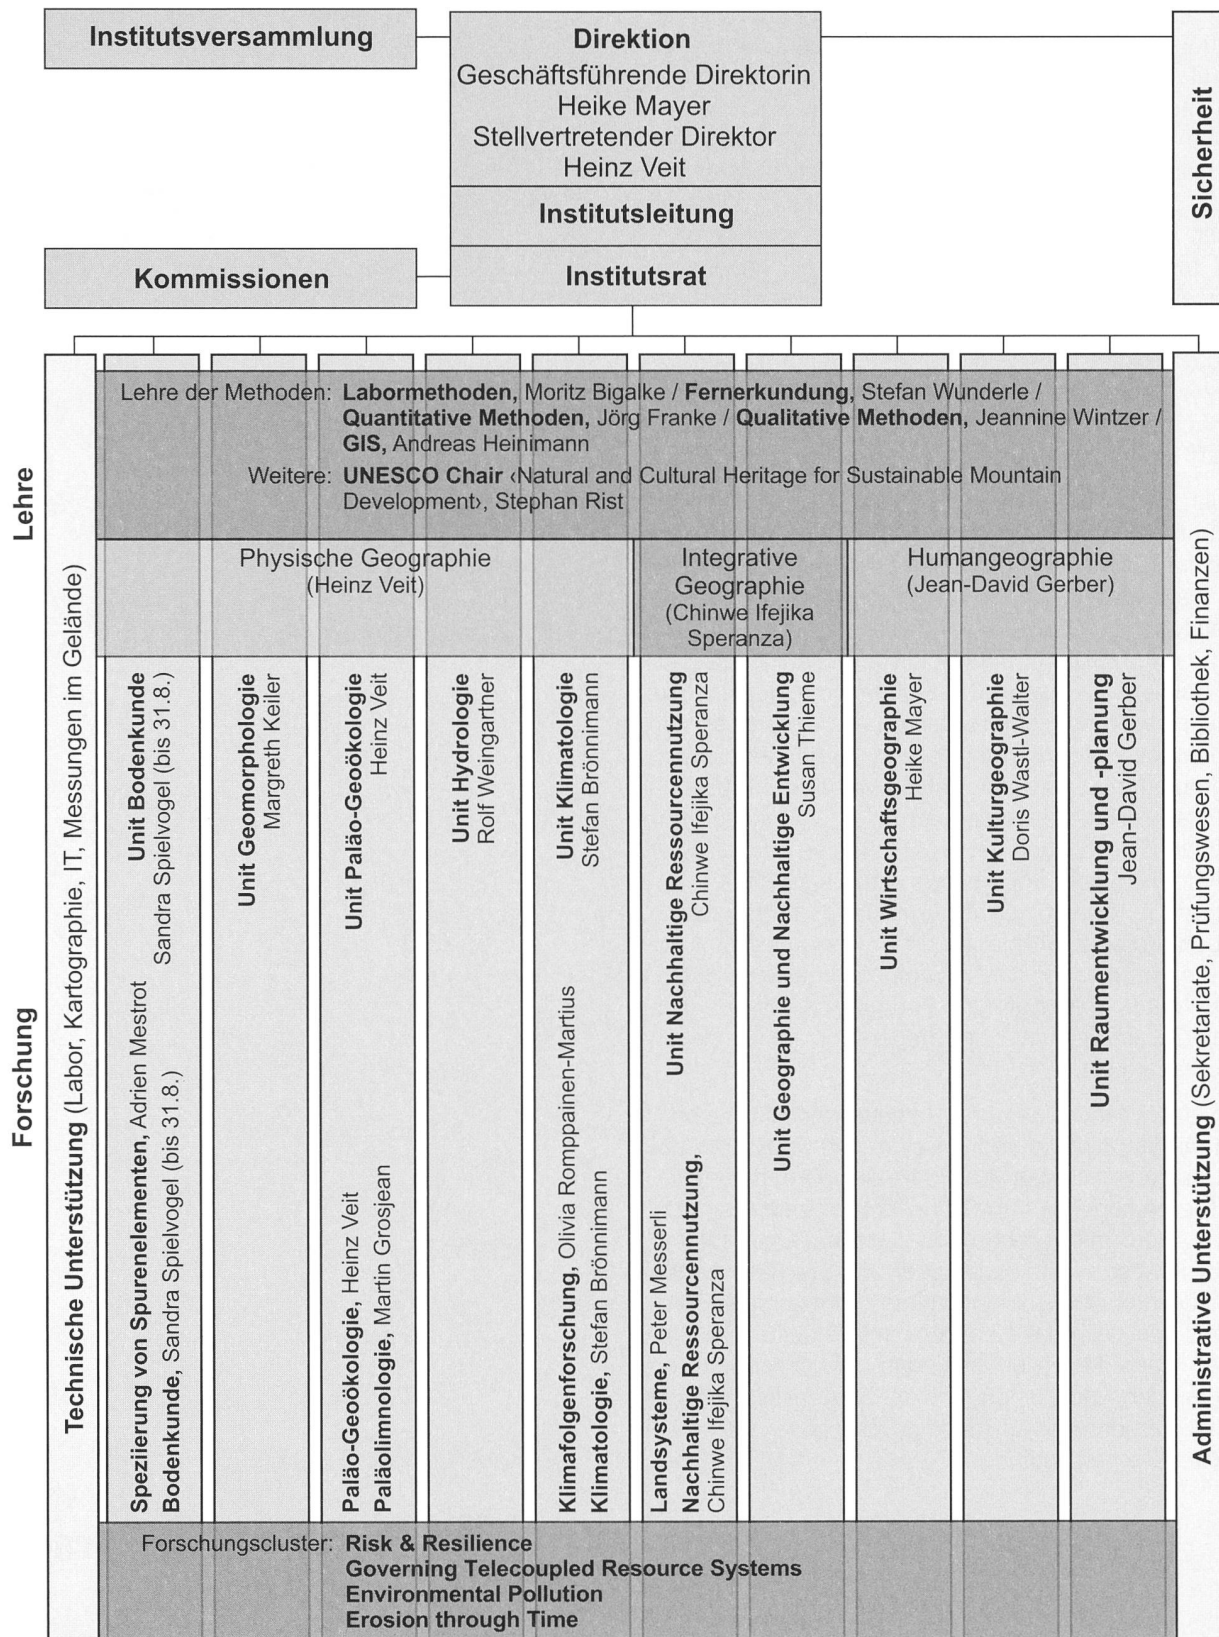 Institutsversammlung
Direktion
Geschäftsführende Direktorin
Heike Mayer
Stellvertretender Direktor
Heinz Veit
Institutsleitung
Kommissionen
Institutsrat
Sicherheit
Lehre
Forschung
Technische Unterstützung (Labor, Kartographie, IT, Messungen im Gelände)
Lehre der Methoden: Labormethoden, Moritz Bigalke / Fernerkundung, Stefan Wunderle /
Quantitative Methoden, Jörg Franke / Qualitative Methoden, Jeannine Wintzer /
GIS, Andreas Heinimann
Weitere: UNESCO Chair ‹Natural and Cultural Heritage for Sustainable Mountain
Development›, Stephan Rist
Physische Geographie
(Heinz Veit)
Integrative
Geographie
(Chinwe Ifejika
Speranza)
Humangeographie
(Jean-David Gerber)
Unit Bodenkunde
Sandra Spielvogel (bis 31.8.)
Unit Geomorphologie
Margreth Keiler
Unit Paläo-Geoökologie
Heinz Veit
Unit Hydrologie
Rolf Weingartner
Unit Klimatologie
Stefan Brönnimann
Unit Nachhaltige Ressourcennutzung
Chinwe Ifejika Speranza
Unit Geographie und Nachhaltige Entwicklung
Susan Thieme
Unit Wirtschaftsgeographie
Heike Mayer
Unit Kulturgeographie
Doris Wastl-Walter
Unit Raumentwicklung und -planung
Jean-David Gerber
Speziierung von Spurenelementen, Adrien Mestrot
Bodenkunde, Sandra Spielvogel (bis 31.8.)
Paläo-Geoökologie, Heinz Veit
Paläolimnologie, Martin Grosjean
Klimafolgenforschung, Olivia Romppainen-Martius
Klimatologie, Stefan Brönnimann
Landsysteme, Peter Messerli
Nachhaltige Ressourcennutzung,
Chinwe Ifejika Speranza
Administrative Unterstützung (Sekretariate, Prüfungswesen, Bibliothek, Finanzen)
Forschungscluster: Risk & Resilience
Governing Telecoupled Resource Systems
Environmental Pollution
Erosion through Time